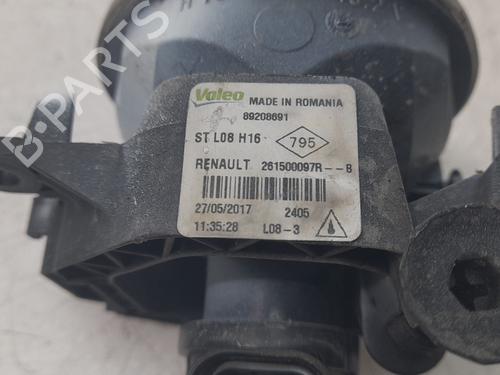 Valeo MADE IN ROMANIA
89208691
ST L08 H16 795
RENAULT 261500097R--B
27/05/2017 2405
11:35:28 L08-3
B-PARTS